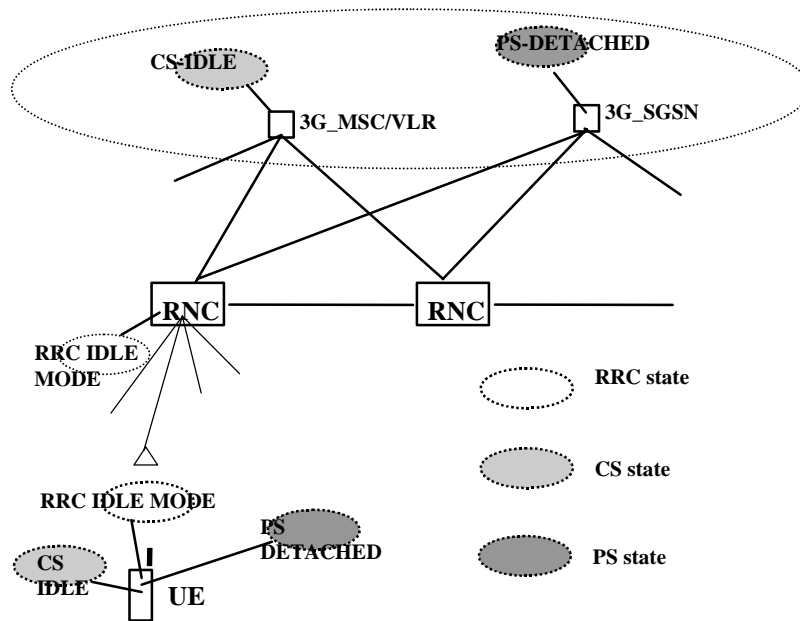 CS-IDLE
PS-DETACHED
3G_MSC/VLR
3G_SGSN
RNC
RNC
RRC IDLE
MODE
RRC state
CS state
RRC IDLE MODE
PS
DETACHED
CS
IDLE
UE
PS state